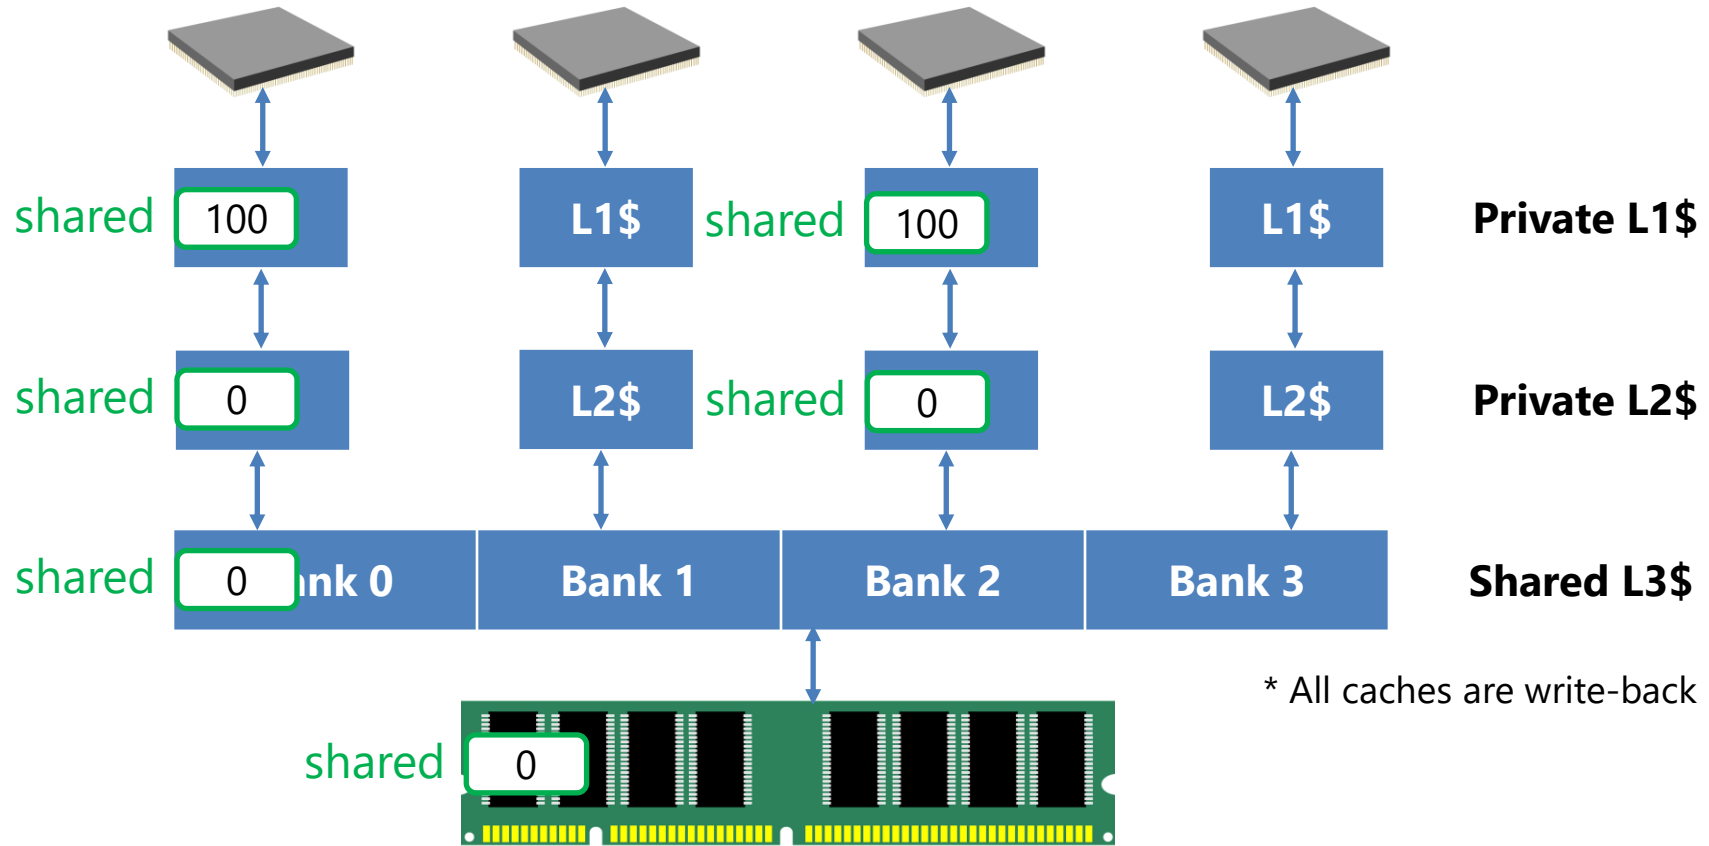 shared 100 L1$ shared 100 L1$ Private L1$
shared 0 L2$ shared 0 L2$ Private L2$
shared 0 ank 0 Bank 1 Bank 2 Bank 3 Shared L3$
* All caches are write-back
shared 0